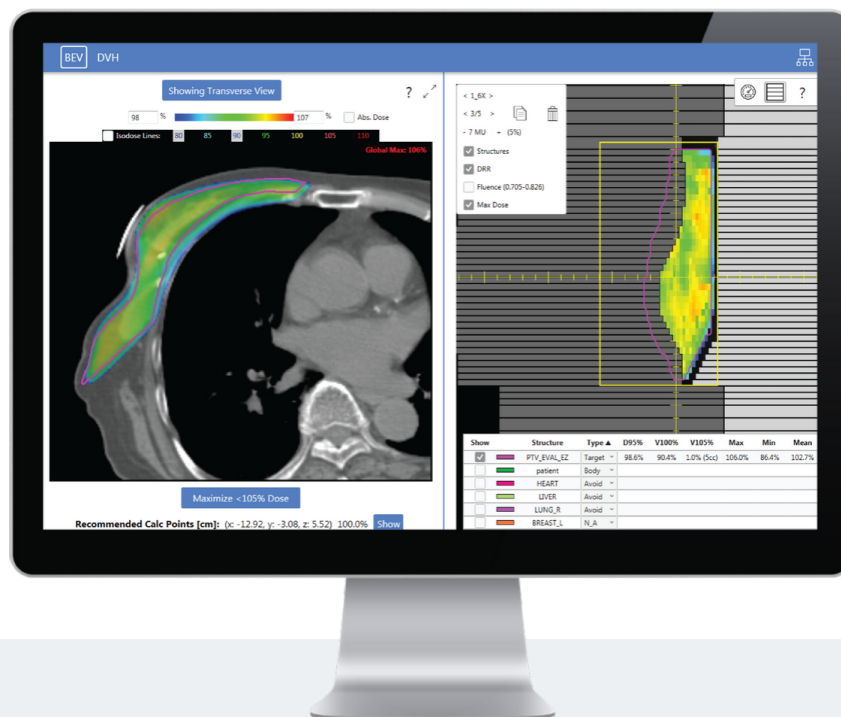 BEV DVH
Showing Transverse View
?
98 % 107 % Abs. Dose
Isodose Lines: 80 85 90 95 100 105 110
Global Max: 106%
Maximize <105% Dose
Recommended Calc Points [cm]: (x: -12.92, y: -3.08, z: 5.52) 100.0% Show
< 1_6X >
< 3/5 >
- 7 MU + (5%)
Structures
DRR
Fluence (0.705-0.826)
Max Dose
?
Show Structure Type ▲ D95% V100% V105% Max Min Mean
PTV_EVAL_EZ Target 98.6% 90.4% 1.0% (5cc) 106.0% 86.4% 102.7%
patient Body
HEART Avoid
LIVER Avoid
LUNG_R Avoid
BREAST_L N_A